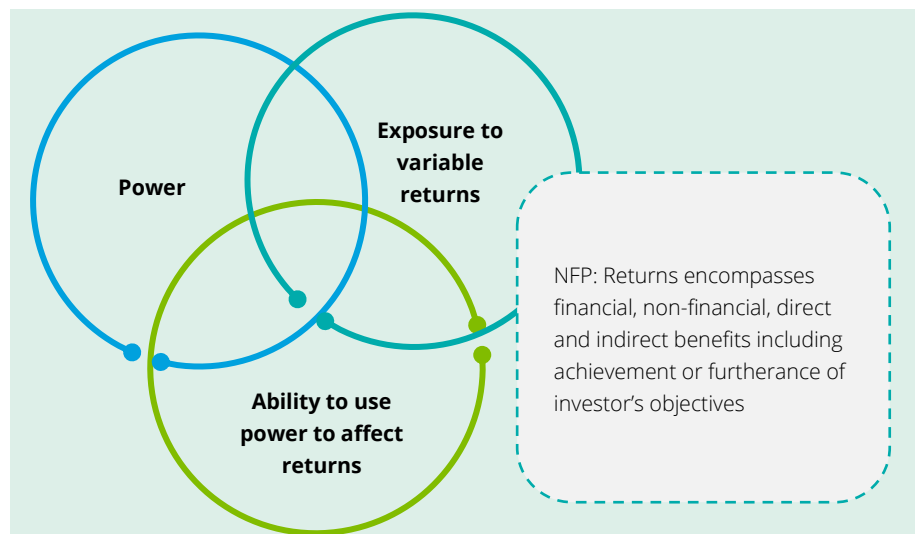 Power
Exposure to
variable
returns
Ability to use
power to affect
returns
NFP: Returns encompasses
financial, non-financial, direct
and indirect benefits including
achievement or furtherance of
investor’s objectives